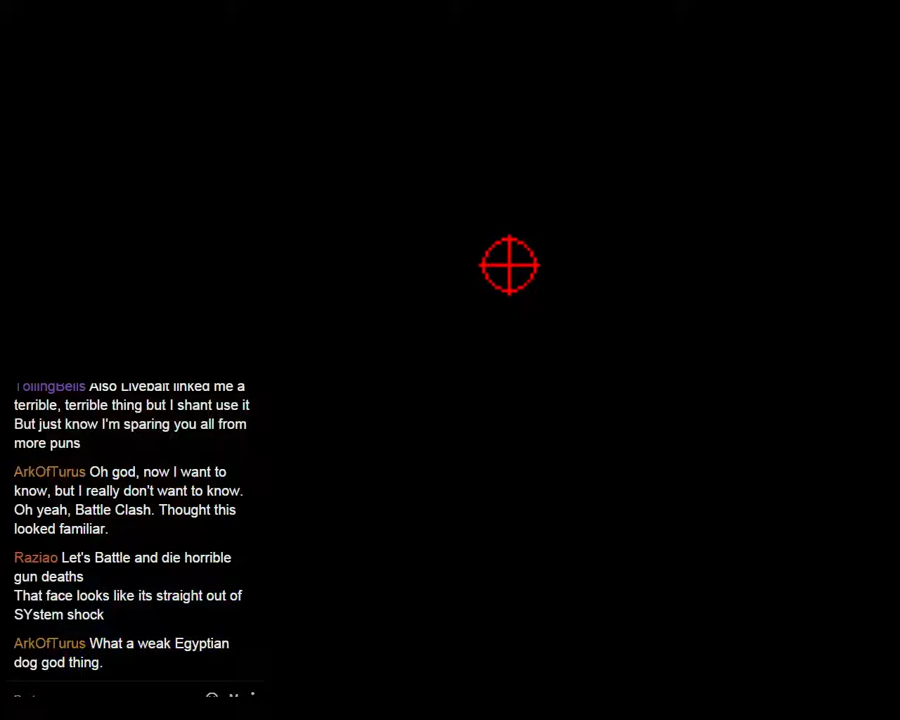 TollingBells Also Livebait linked me a
terrible, terrible thing but I shant use it
But just know I'm sparing you all from
more puns
ArkOfTurus Oh god, now I want to
know, but I really don't want to know.
Oh yeah, Battle Clash. Thought this
looked familiar.
Raziao Let's Battle and die horrible
gun deaths
That face looks like its straight out of
SYstem shock
ArkOfTurus What a weak Egyptian
dog god thing.